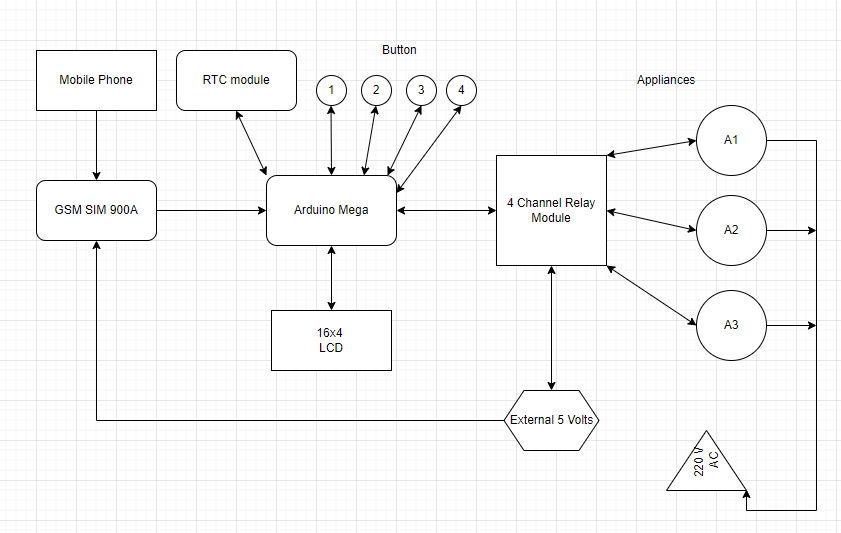 Button
Mobile Phone
RTC module
1
2
3
4
Appliances
A1
GSM SIM 900A
Arduino Mega
4 Channel Relay
Module
A2
16x4
LCD
A3
External 5 Volts
220 V
AC